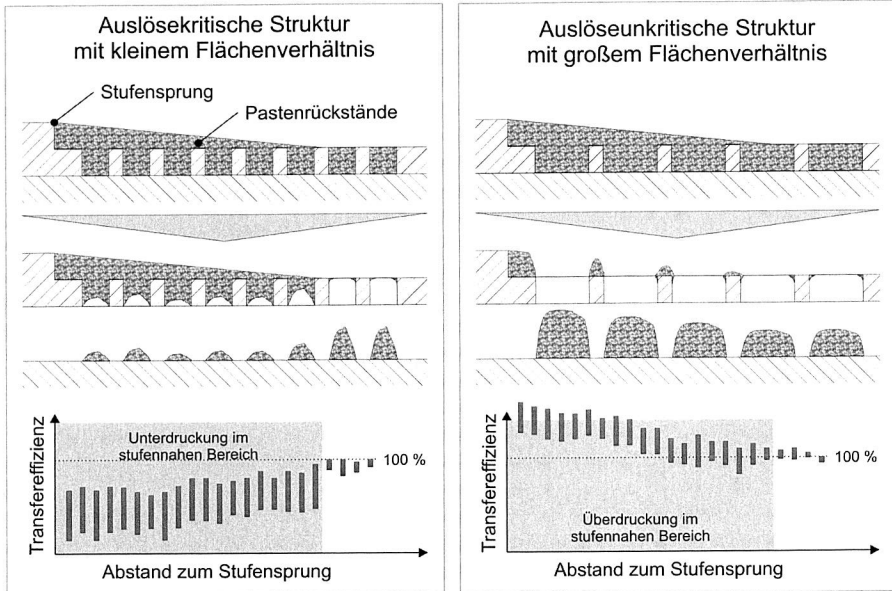 Auslösekritische Struktur
mit kleinem Flächenverhältnis
Stufensprung
Pastenrückstände
Transfereffizienz
Unterdruckung im
stufennahen Bereich
100 %
Abstand zum Stufensprung
Auslöseunkritische Struktur
mit großem Flächenverhältnis
Transfereffizienz
100 %
Überdruckung im
stufennahen Bereich
Abstand zum Stufensprung